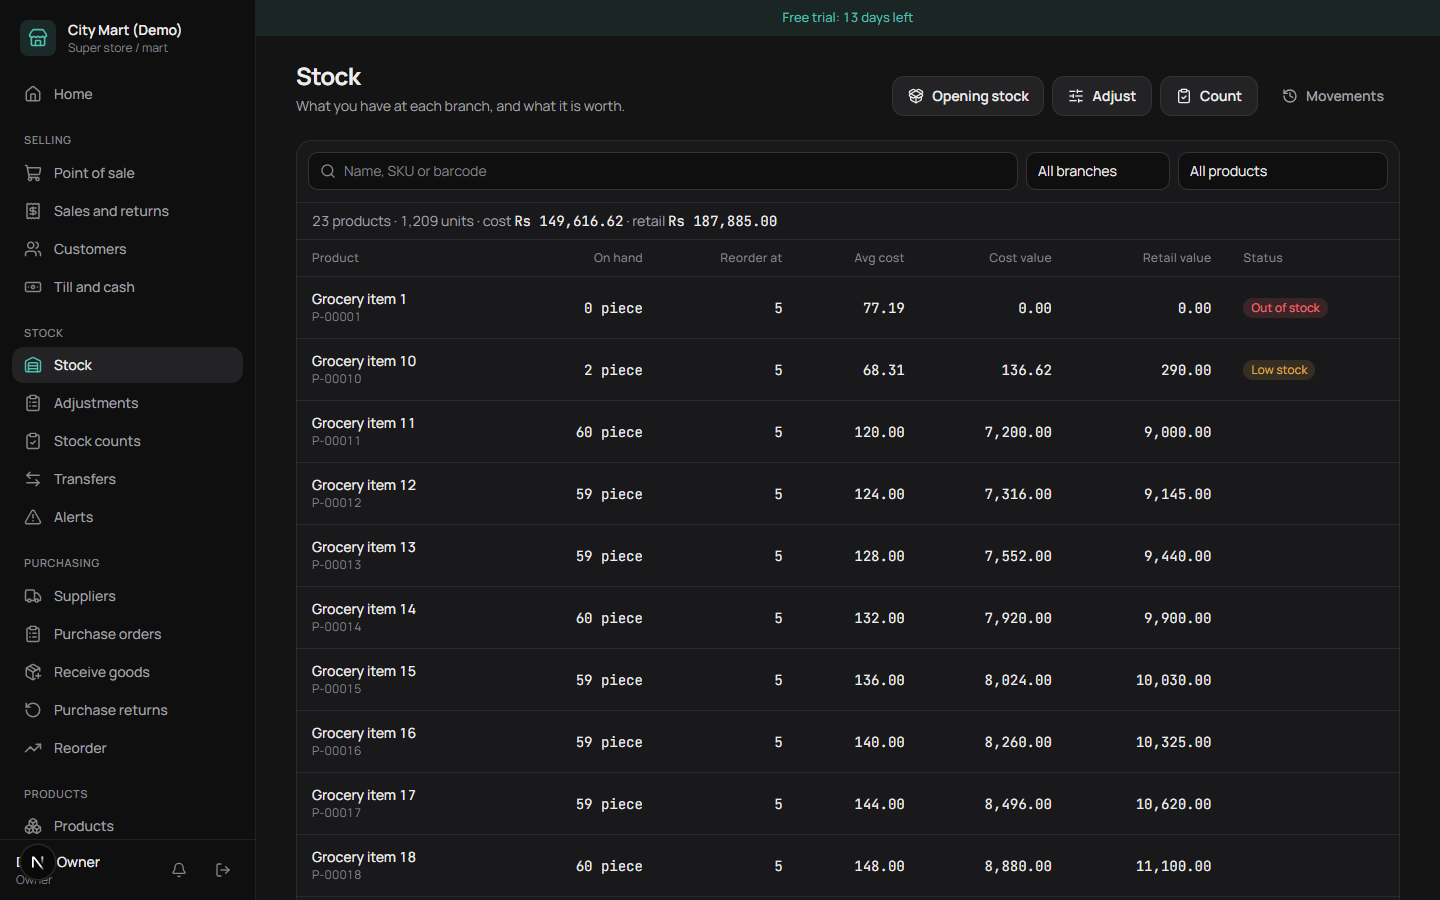 City Mart (Demo)
Super store / mart
Home
SELLING
Point of sale
Sales and returns
Customers
Till and cash
STOCK
Stock
Adjustments
Stock counts
Transfers
Alerts
PURCHASING
Suppliers
Purchase orders
Receive goods
Purchase returns
Reorder
PRODUCTS
Products
N Owner
Owner
Free trial: 13 days left
Stock
What you have at each branch, and what it is worth.
Opening stock Adjust Count Movements
Name, SKU or barcode All branches All products
23 products · 1,209 units · cost Rs 149,616.62 · retail Rs 187,885.00
Product On hand Reorder at Avg cost Cost value Retail value Status
Grocery item 1 0 piece 5 77.19 0.00 0.00 Out of stock
P-00001
Grocery item 10 2 piece 5 68.31 136.62 290.00 Low stock
P-00010
Grocery item 11 60 piece 5 120.00 7,200.00 9,000.00
P-00011
Grocery item 12 59 piece 5 124.00 7,316.00 9,145.00
P-00012
Grocery item 13 59 piece 5 128.00 7,552.00 9,440.00
P-00013
Grocery item 14 60 piece 5 132.00 7,920.00 9,900.00
P-00014
Grocery item 15 59 piece 5 136.00 8,024.00 10,030.00
P-00015
Grocery item 16 59 piece 5 140.00 8,260.00 10,325.00
P-00016
Grocery item 17 59 piece 5 144.00 8,496.00 10,620.00
P-00017
Grocery item 18 60 piece 5 148.00 8,880.00 11,100.00
P-00018